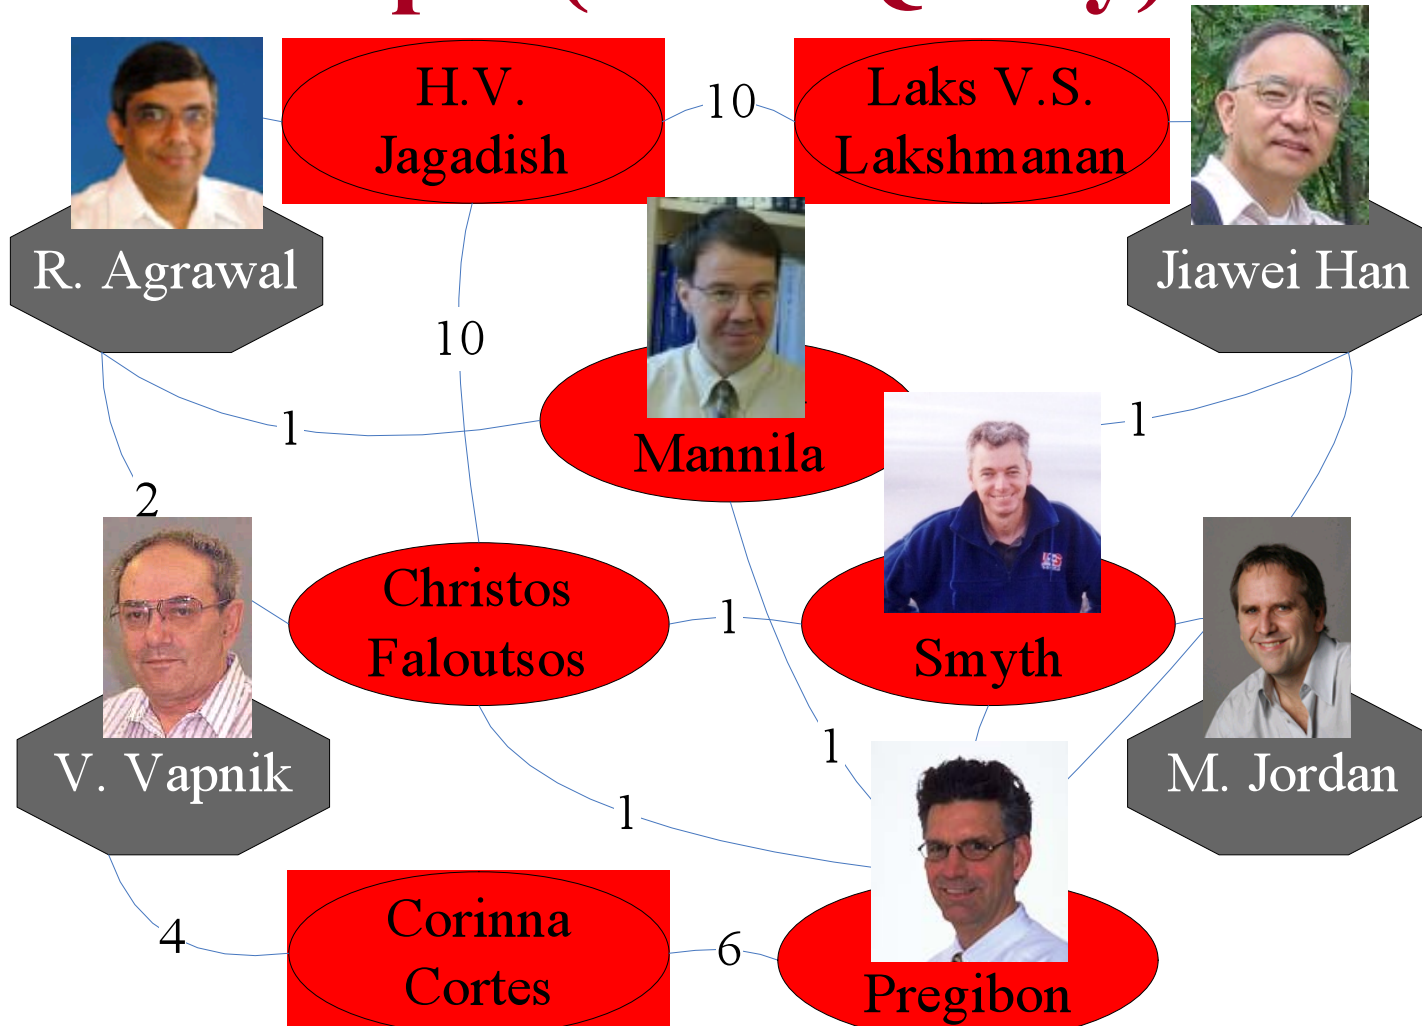 H.V.
Jagadish
10
Laks V.S.
Lakshmanan
R. Agrawal
Jiawei Han
10
1
Mannila
1
2
Christos
Faloutsos
1
Smyth
1
V. Vapnik
M. Jordan
1
Corinna
Cortes
4
6
Pregibon